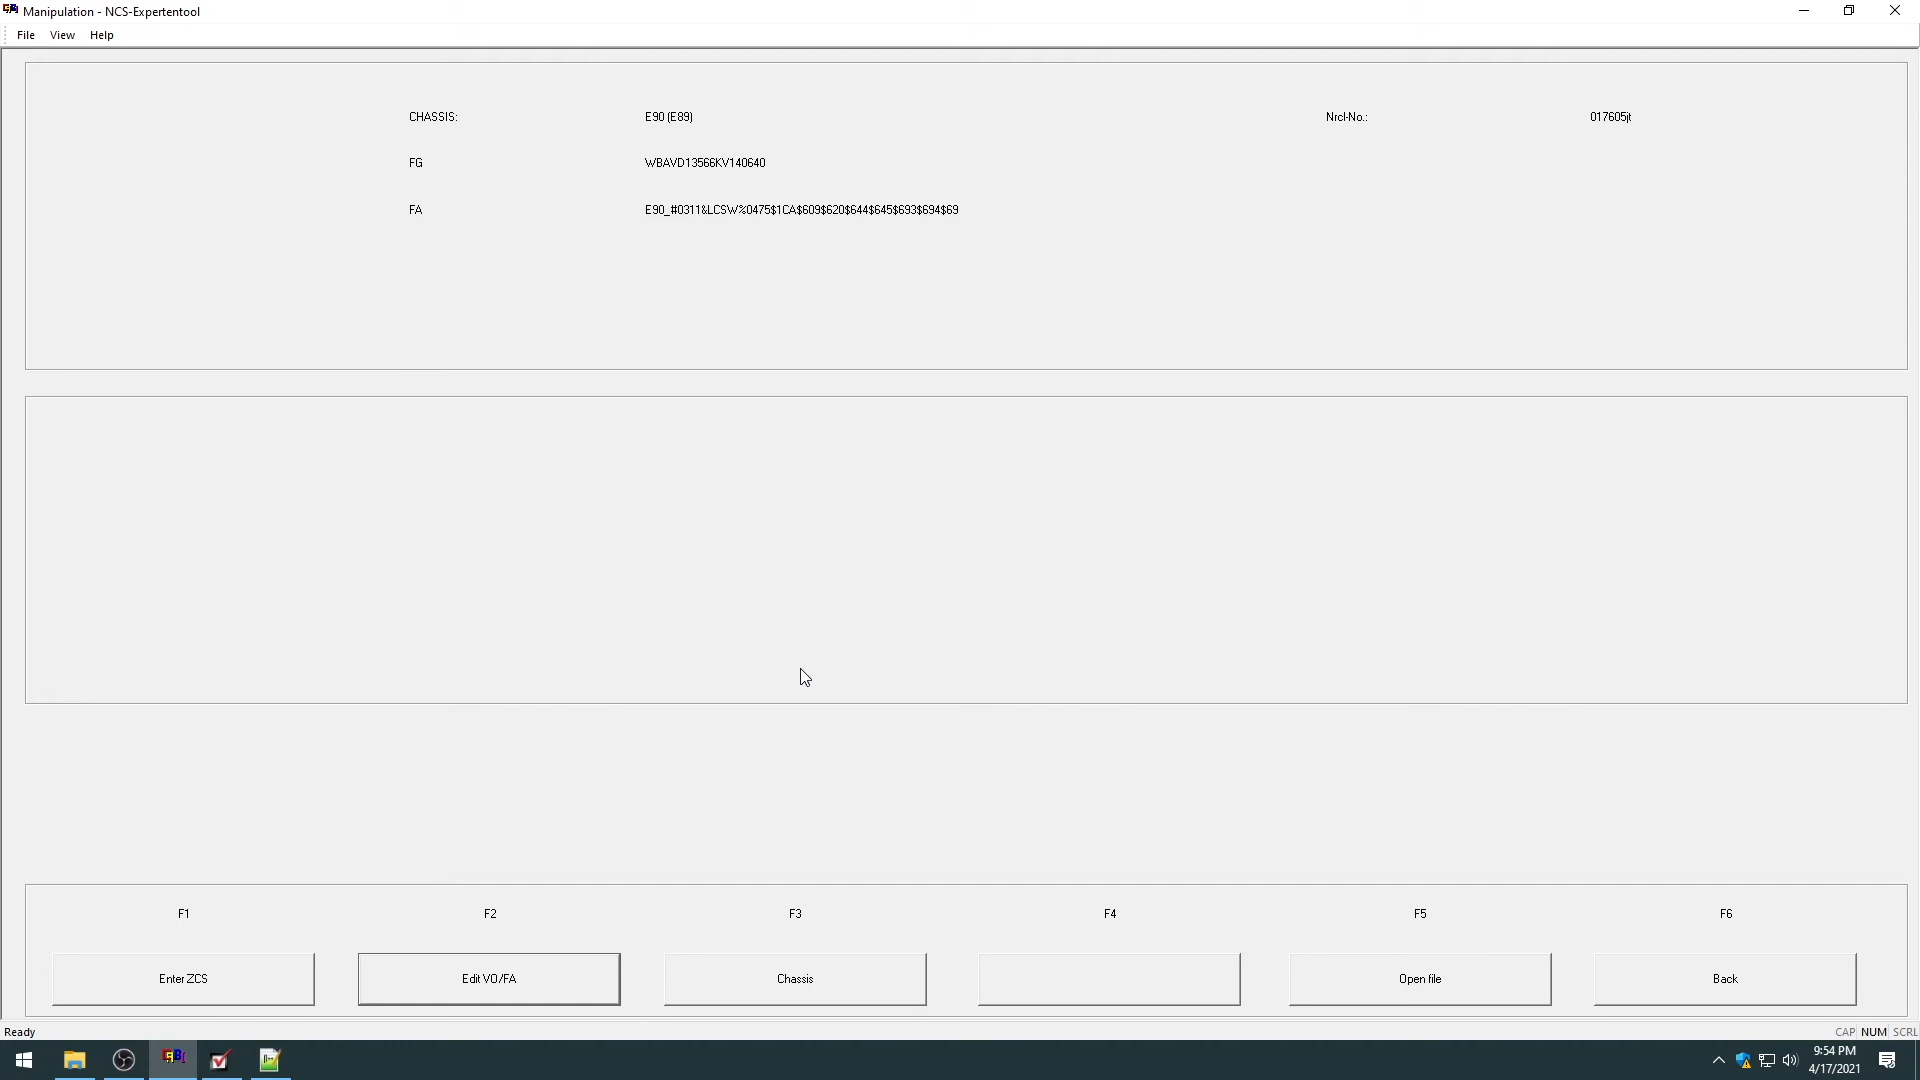 Manipulation - NCS-Expertentool
File View Help
CHASSIS: E90 (E89) Nrcl-No.: 017605jt
FG WBAVD13566KV140640
FA E90_#0311&LCSW%0475$1CA$609$620$644$645$693$694$69
F1 F2 F3 F4 F5 F6
Enter ZCS Edit VO/FA Chassis Open file Back
Ready CAP NUM SCRL
9:54 PM
4/17/2021